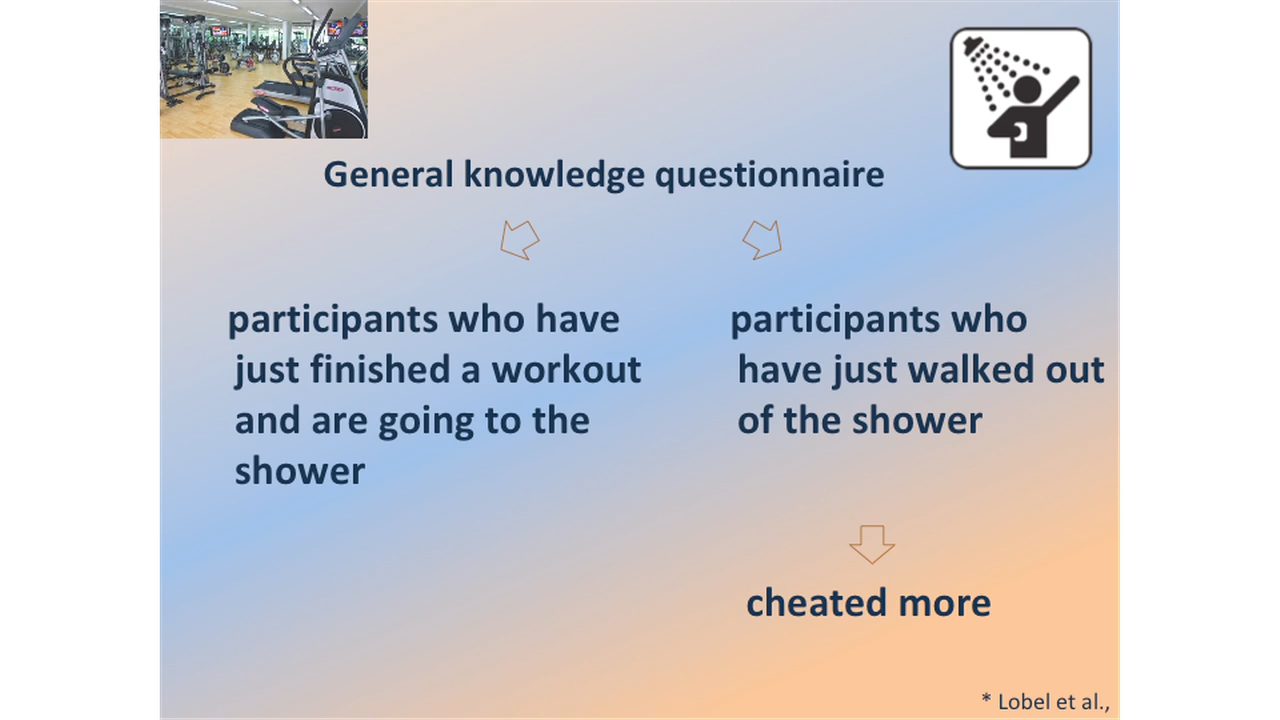 General knowledge questionnaire
participants who have
just finished a workout
and are going to the
shower
participants who
have just walked out
of the shower
cheated more
* Lobel et al.,